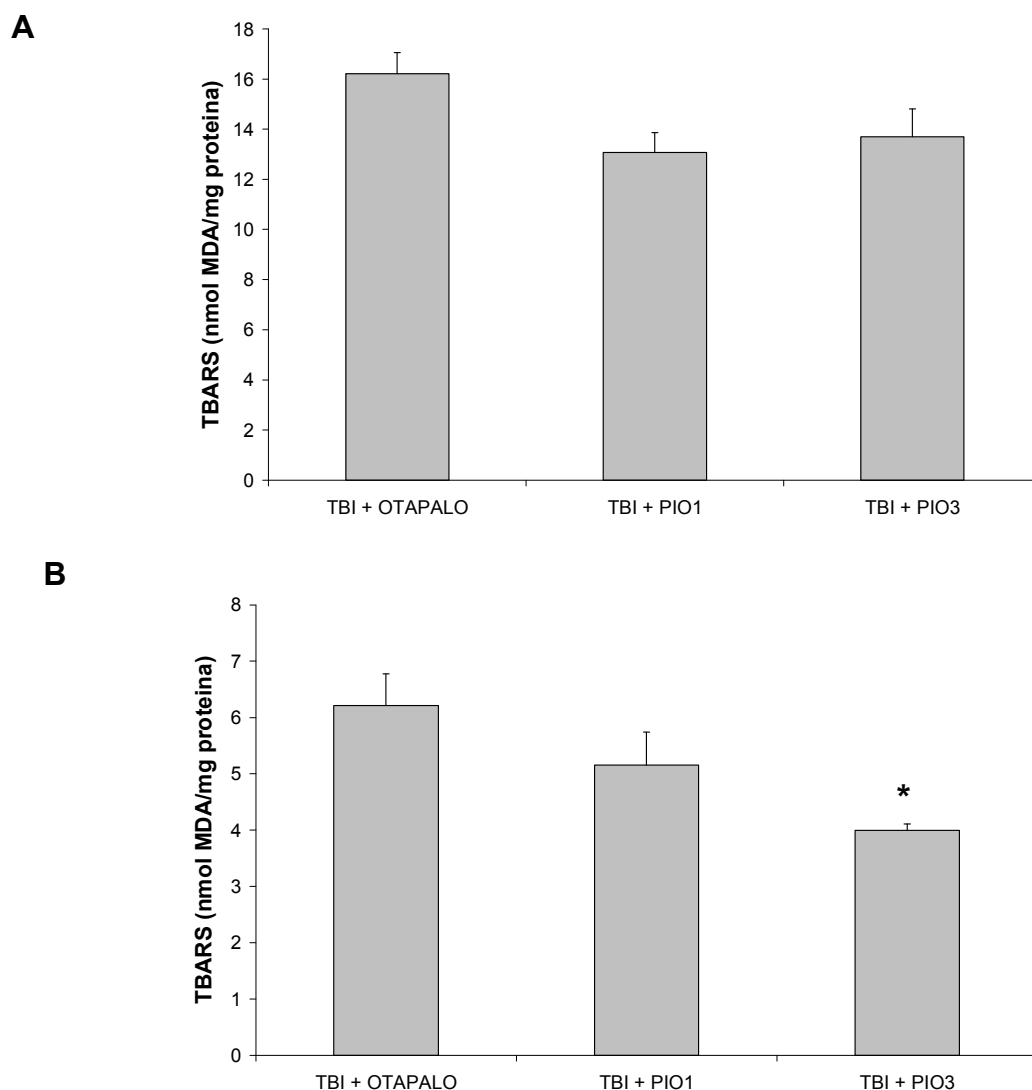 A
18
16
14
12
10
8
6
4
2
0
TBARS (nmol MDA/mg proteina)
TBI + OTAPALO
TBI + PIO1
TBI + PIO3
B
8
7
6
5
4
3
2
1
0
TBARS (nmol MDA/mg proteina)
*
TBI + OTAPALO
TBI + PIO1
TBI + PIO3